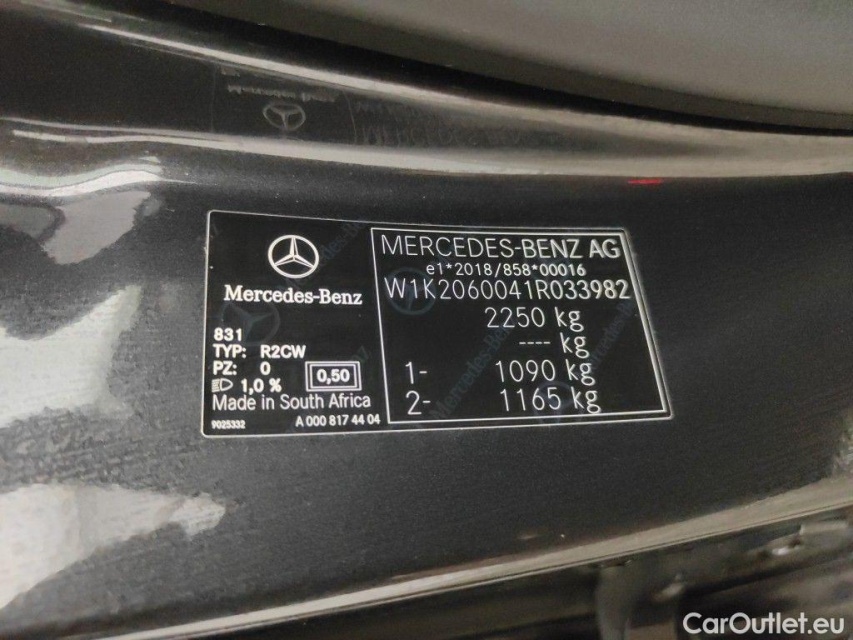 Mercedes-Benz
831
TYP: R2CW
PZ: 0
1,0 %
0,50
Made in South Africa
9025332
A 000 817 44 04
MERCEDES-BENZ AG
e1*2018/858*00016
W1K2060041R033982
2250 kg
---- kg
1- 1090 kg
2- 1165 kg
CarOutlet.eu